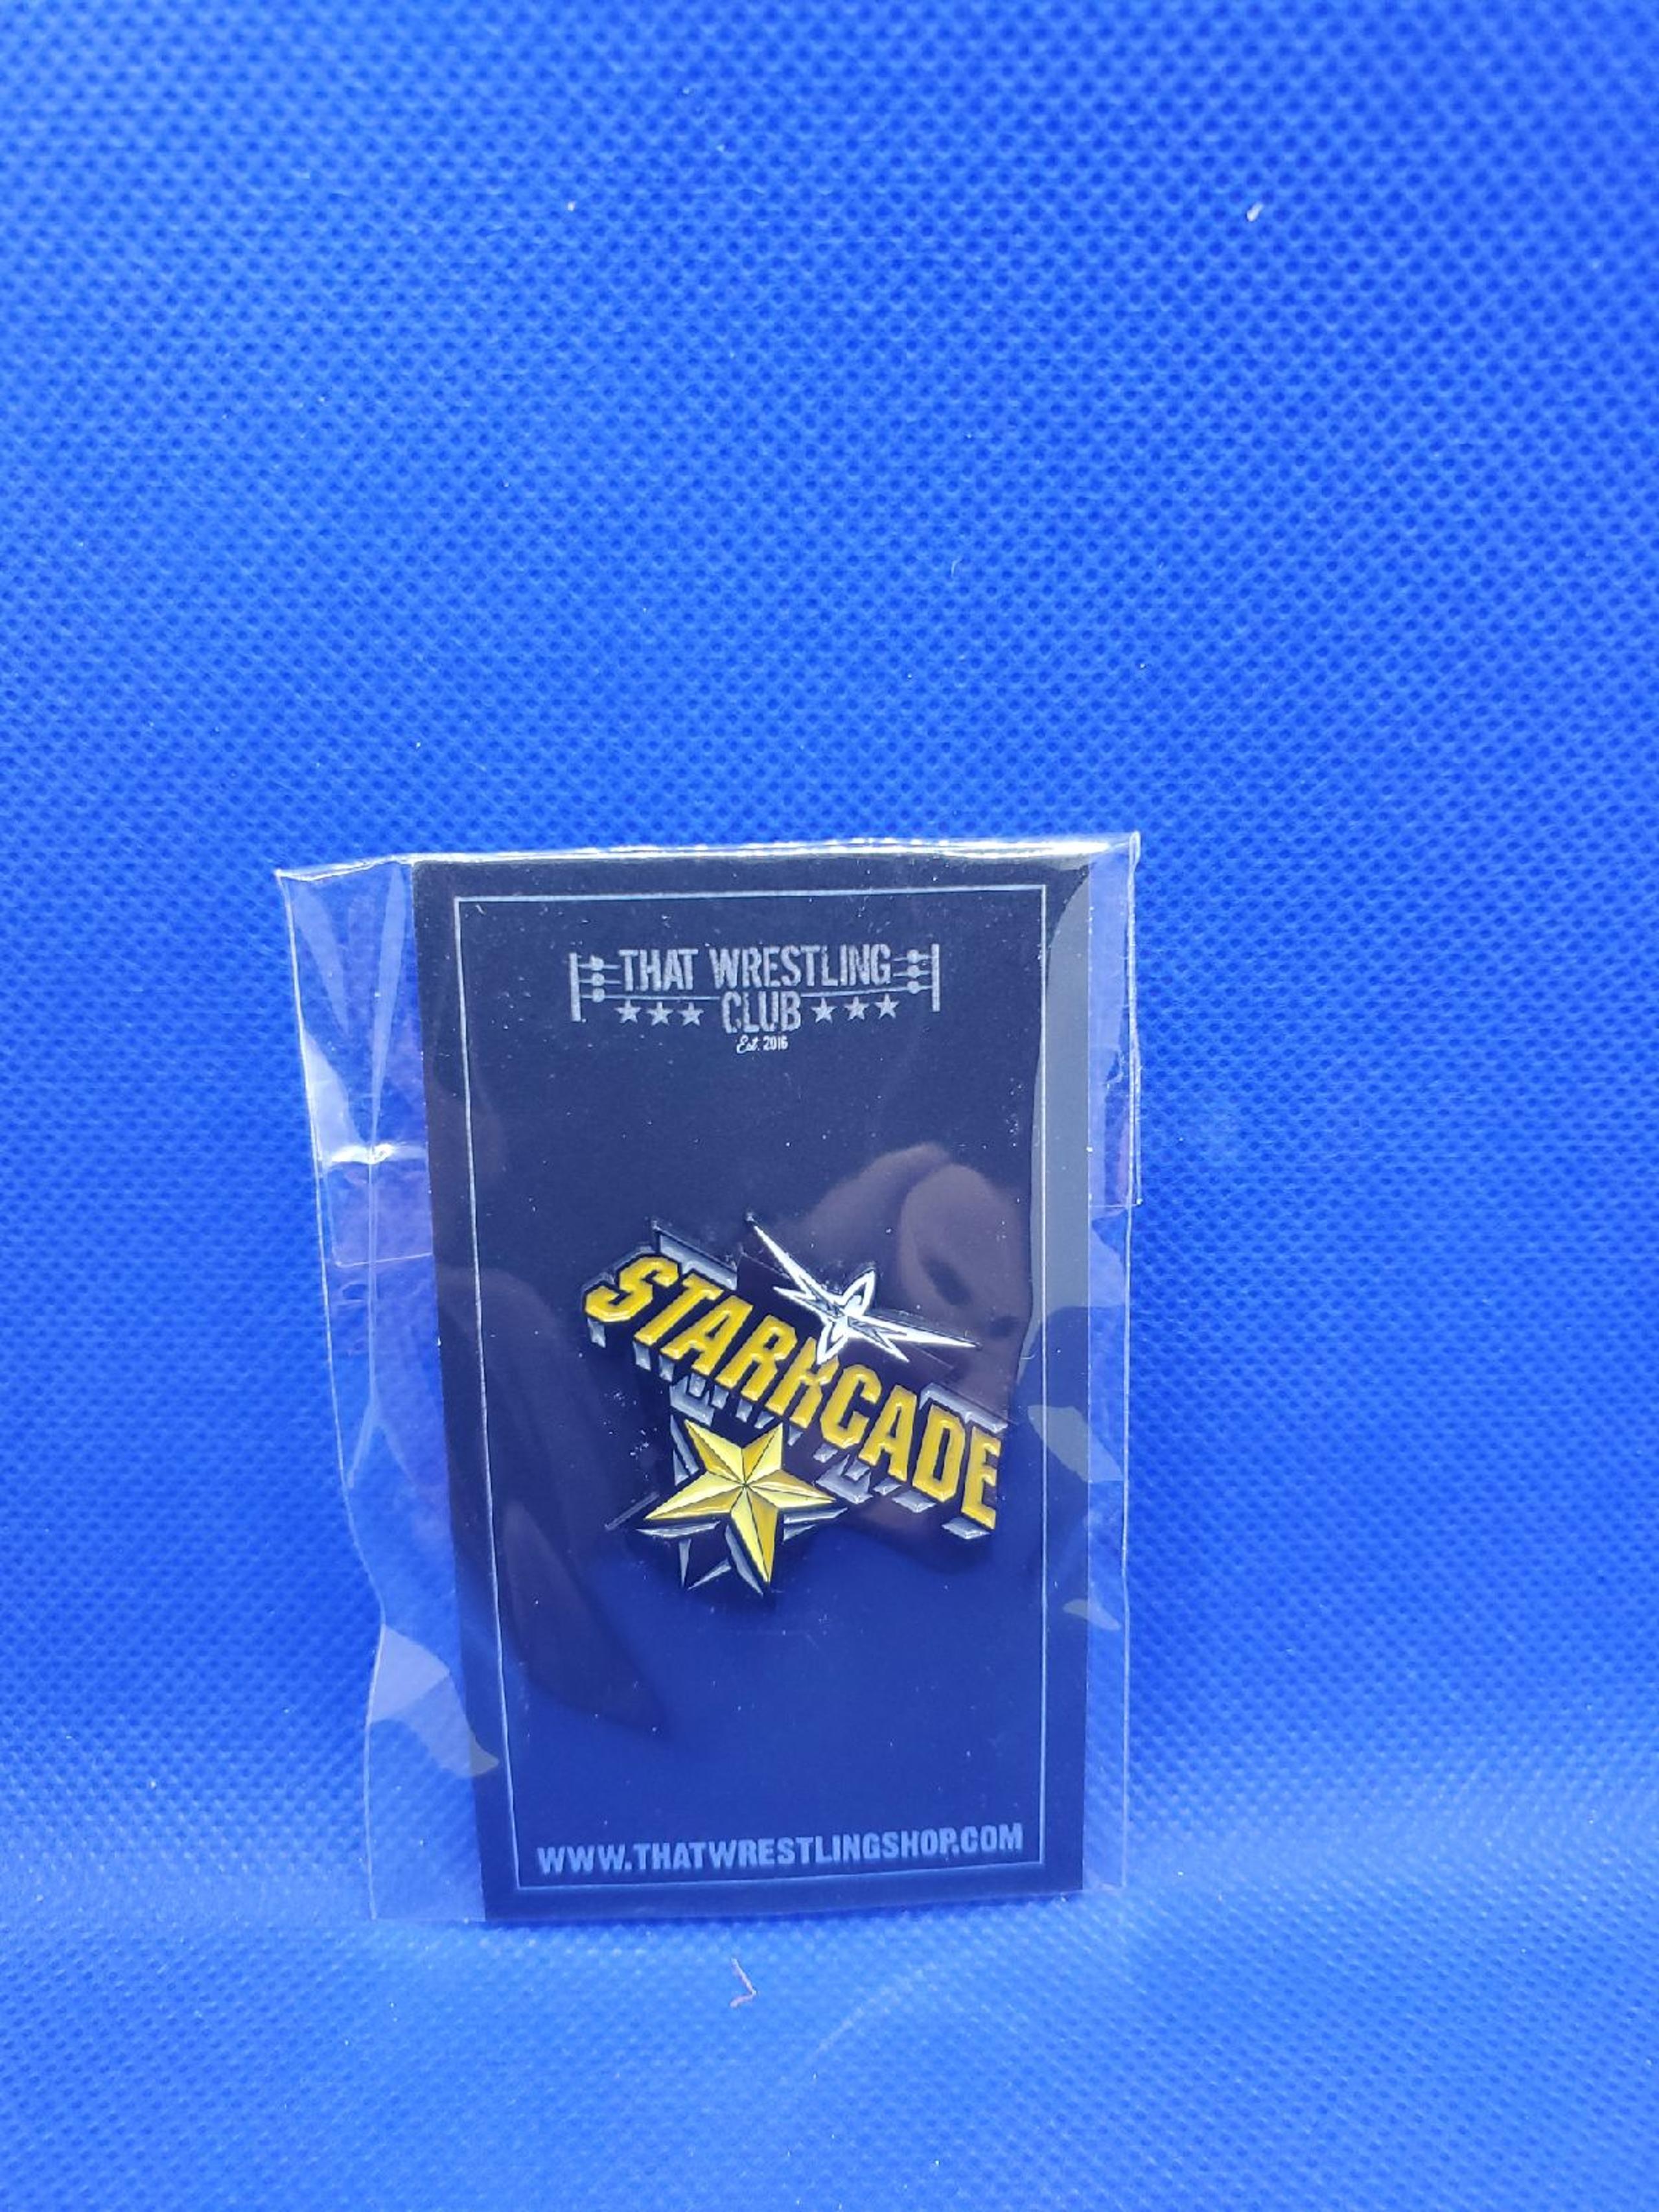 THAT WRESTLING
CLUB
Est. 2016
STARRCADE
WWW.THATWRESTLINGSHOP.COM